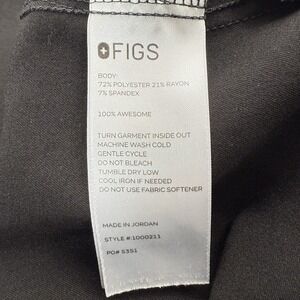 FIGS
BODY:
72% POLYESTER 21% RAYON
7% SPANDEX
100% AWESOME
TURN GARMENT INSIDE OUT
MACHINE WASH COLD
GENTLE CYCLE
DO NOT BLEACH
TUMBLE DRY LOW
COOL IRON IF NEEDED
DO NOT USE FABRIC SOFTENER
MADE IN JORDAN
STYLE #:1000211
PO# 5351